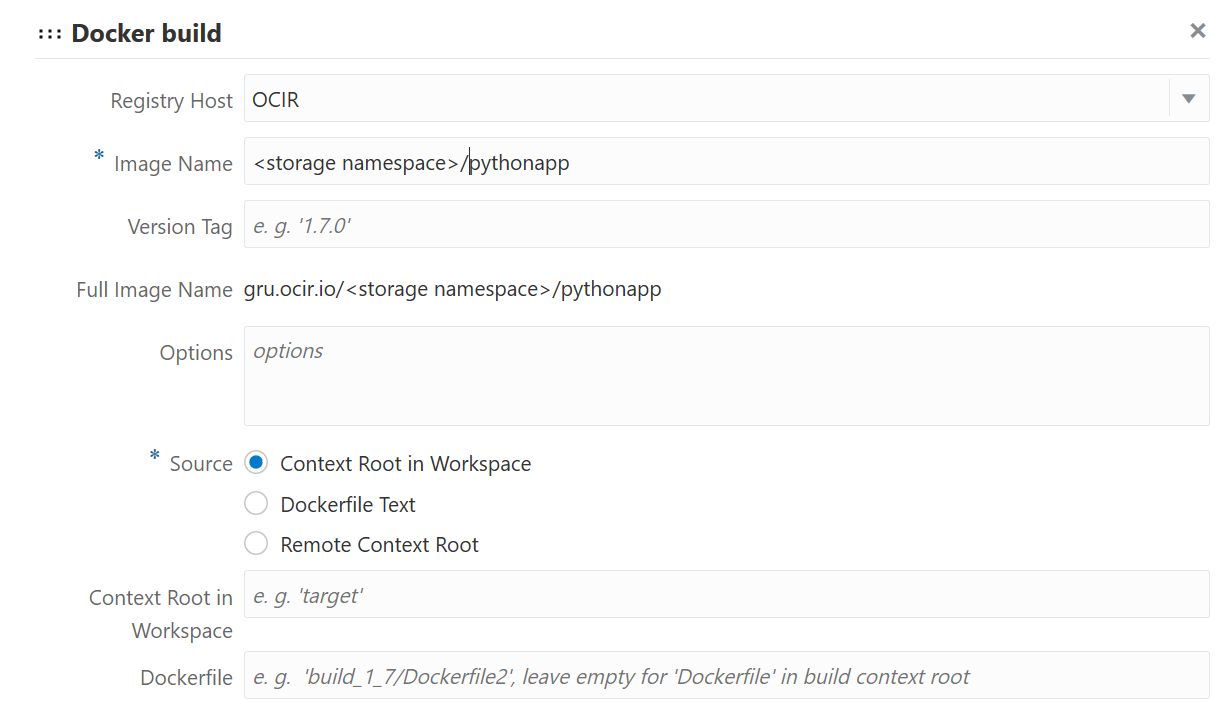 Docker build
Registry Host OCIR
* Image Name <storage namespace>/pythonapp
Version Tag e. g. '1.7.0'
Full Image Name gru.ocir.io/<storage namespace>/pythonapp
Options options
* Source Context Root in Workspace
Dockerfile Text
Remote Context Root
Context Root in e. g. 'target'
Workspace
Dockerfile e. g. 'build_1_7/Dockerfile2', leave empty for 'Dockerfile' in build context root